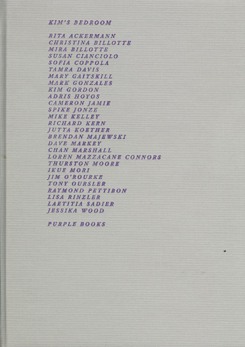 KIM'S BEDROOM
RITA ACKERMANN
CHRISTINA BILLOTTE
MIRA BILLOTTE
SUSAN CIANCIOLO
SOFIA COPPOLA
TAMRA DAVIS
MARY GAITSKILL
MARK GONZALES
KIM GORDON
ADRIS HOYOS
CAMERON JAMIE
SPIKE JONZE
MIKE KELLEY
RICHARD KERN
JUTTA KOETHER
BRENDAN MAJEWSKI
DAVE MARKEY
CHAN MARSHALL
LOREN MAZZACANE CONNORS
THURSTON MOORE
IKUE MORI
JIM O'ROURKE
TONY OURSLER
RAYMOND PETTIBON
LISA RINZLER
LAETITIA SADIER
JESSIKA WOOD
PURPLE BOOKS